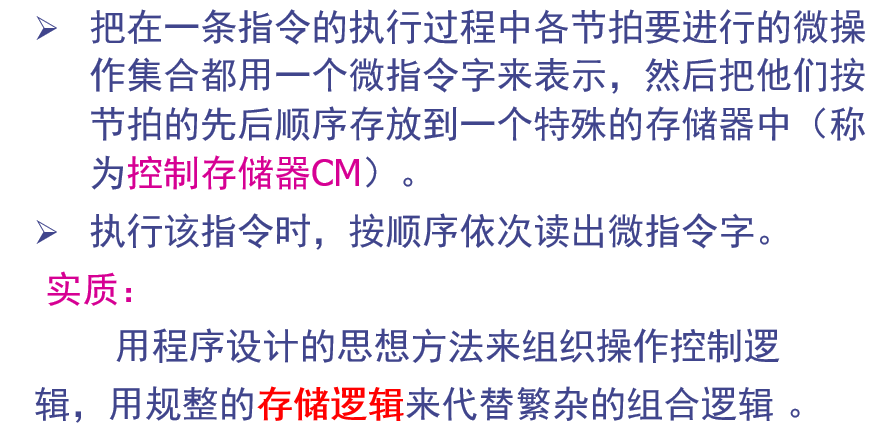 ➢ 把在一条指令的执行过程中各节拍要进行的微操
作集合都用一个微指令字来表示，然后把他们按
节拍的先后顺序存放到一个特殊的存储器中（称
为控制存储器CM）。
➢ 执行该指令时，按顺序依次读出微指令字。
实质：
用程序设计的思想方法来组织操作控制逻
辑，用规整的存储逻辑来代替繁杂的组合逻辑 。